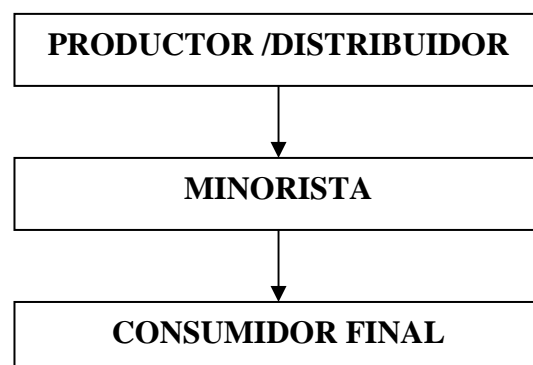 PRODUCTOR /DISTRIBUIDOR
MINORISTA
CONSUMIDOR FINAL